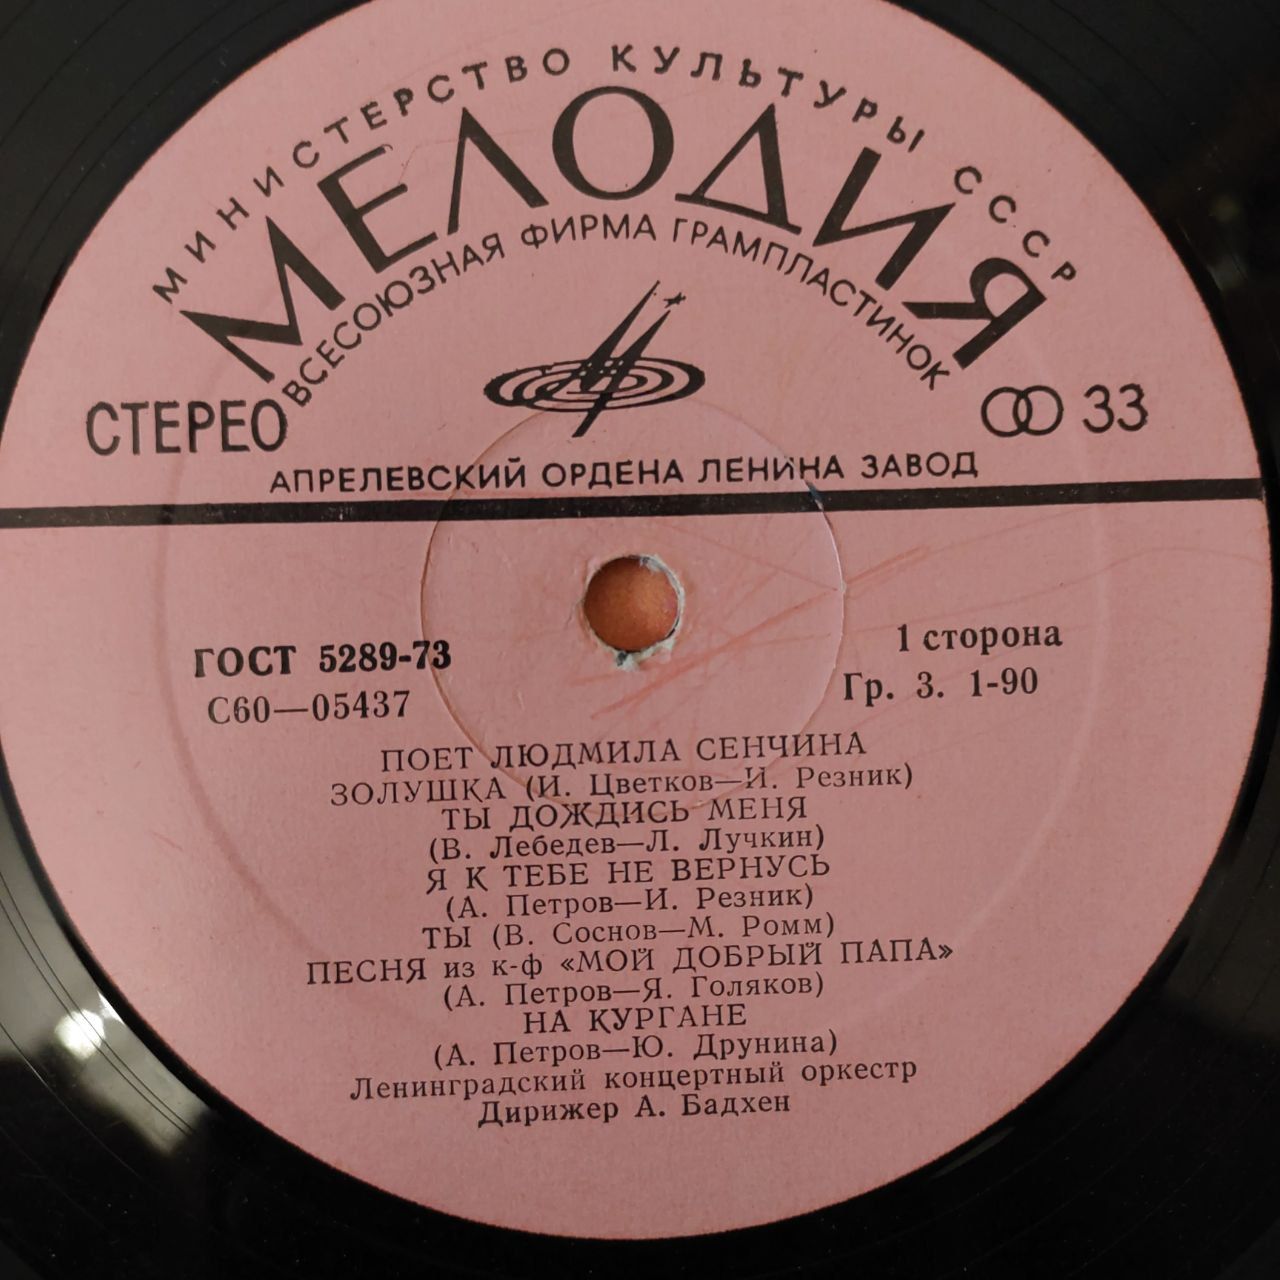 МИНИСТЕРСТВО КУЛЬТУРЫ СССР
МЕЛОДИЯ
ВСЕСОЮЗНАЯ ФИРМА ГРАМПЛАСТИНОК
СТЕРЕО
33
АПРЕЛЕВСКИЙ ОРДЕНА ЛЕНИНА ЗАВОД
ГОСТ 5289-73
С60—05437
1 сторона
Гр. 3. 1-90
ПОЕТ ЛЮДМИЛА СЕНЧИНА
ЗОЛУШКА (И. Цветков—И. Резник)
ТЫ ДОЖДИСЬ МЕНЯ
(В. Лебедев—Л. Лучкин)
Я К ТЕБЕ НЕ ВЕРНУСЬ
(А. Петров—И. Резник)
ТЫ (В. Соснов—М. Ромм)
ПЕСНЯ из к-ф «МОЙ ДОБРЫЙ ПАПА»
(А. Петров—Я. Голяков)
НА КУРГАНЕ
(А. Петров—Ю. Друнина)
Ленинградский концертный оркестр
Дирижер А. Бадхен